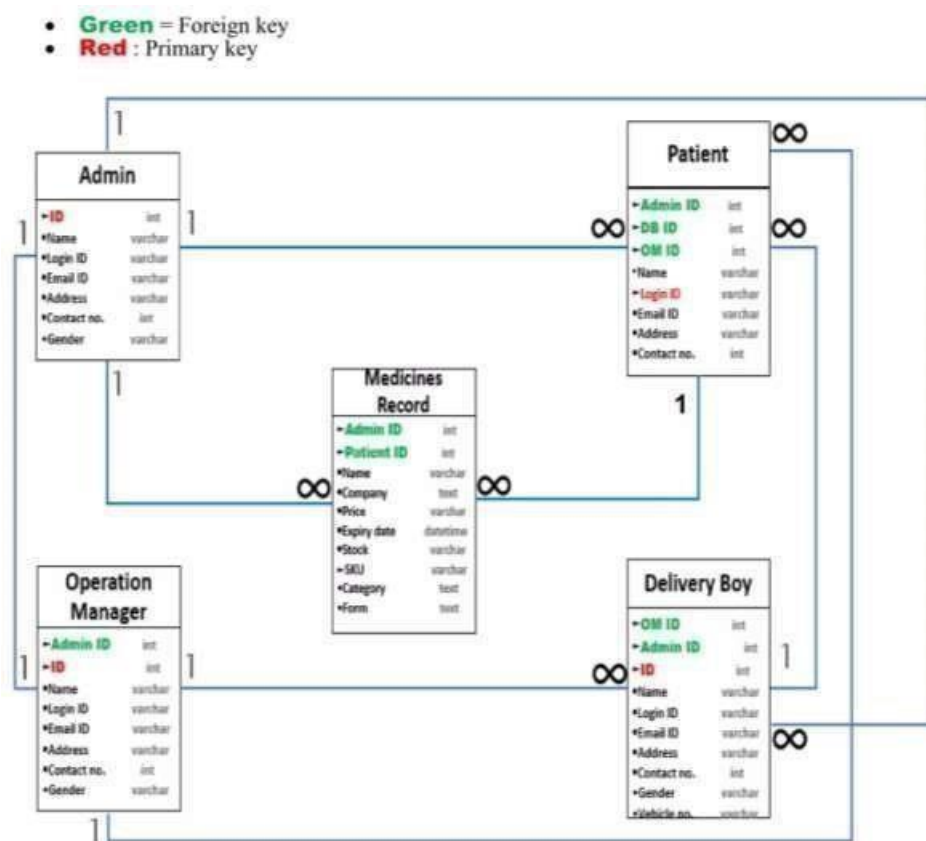 • Green = Foreign key
• Red : Primary key
1
Admin
ID int
Name varchar
Login ID varchar
Email ID varchar
Address varchar
Contact no. int
Gender varchar
1
1
1
Patient
Admin ID int
DB ID int
OM ID int
Name varchar
Login ID varchar
Email ID varchar
Address varchar
Contact no. int
∞
∞
∞
1
Medicines
Record
Admin ID int
Patient ID int
Name varchar
Company text
Price varchar
Expiry date datetime
Stock varchar
SKU varchar
Category text
Form text
∞
∞
Operation
Manager
Admin ID int
ID int
Name varchar
Login ID varchar
Email ID varchar
Address varchar
Contact no. int
Gender varchar
1
1
1
Delivery Boy
OM ID int
Admin ID int
ID int
Name varchar
Login ID varchar
Email ID varchar
Address varchar
Contact no. int
Gender varchar
Vehicle no. varchar
1
∞
∞